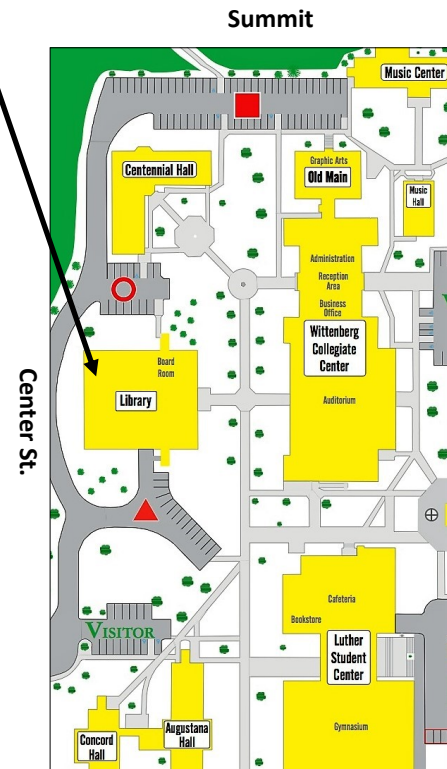 Summit
Music Center
Graphic Arts
Old Main
Centennial Hall
Music
Hall
Administration
Reception
Area
Business
Office
Wittenberg
Collegiate
Center
Board
Room
Library
Auditorium
Center St.
Cafeteria
Bookstore
VISITOR
Luther
Student
Center
Gymnasium
Augustana
Hall
Concord
Hall